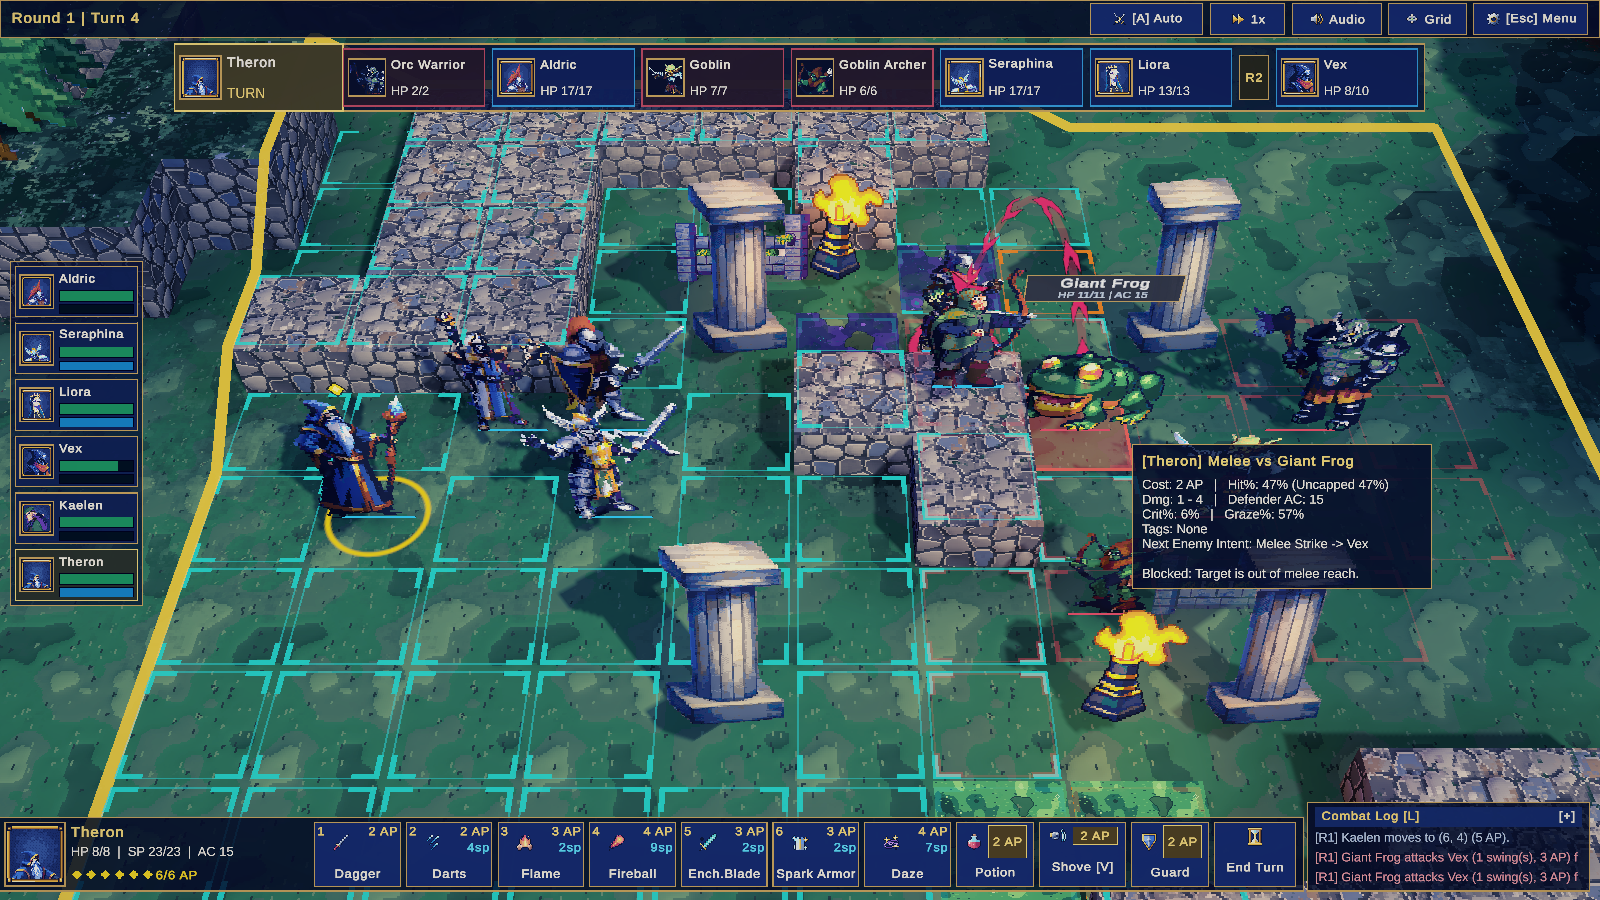 Round 1 | Turn 4
[A] Auto
1x
Audio
Grid
[Esc] Menu
Theron
TURN
Orc Warrior
HP 2/2
Aldric
HP 17/17
Goblin
HP 7/7
Goblin Archer
HP 6/6
Seraphina
HP 17/17
Liora
HP 13/13
R2
Vex
HP 8/10
Aldric
Seraphina
Liora
Vex
Kaelen
Theron
Giant Frog
HP 11/11 | AC 15
[Theron] Melee vs Giant Frog
Cost: 2 AP | Hit%: 47% (Uncapped 47%)
Dmg: 1 - 4 | Defender AC: 15
Crit%: 6% | Graze%: 57%
Tags: None
Next Enemy Intent: Melee Strike -> Vex
Blocked: Target is out of melee reach.
Theron
HP 8/8 | SP 23/23 | AC 15
6/6 AP
1 2 AP
Dagger
2 2 AP
4sp
Darts
3 3 AP
2sp
Flame
4 4 AP
9sp
Fireball
5 3 AP
2sp
Ench.Blade
6 3 AP
2sp
Spark Armor
4 AP
7sp
Daze
2 AP
Potion
2 AP
Shove [V]
2 AP
Guard
End Turn
Combat Log [L] [+]
[R1] Kaelen moves to (6, 4) (5 AP).
[R1] Giant Frog attacks Vex (1 swing(s), 3 AP) f
[R1] Giant Frog attacks Vex (1 swing(s), 3 AP) f